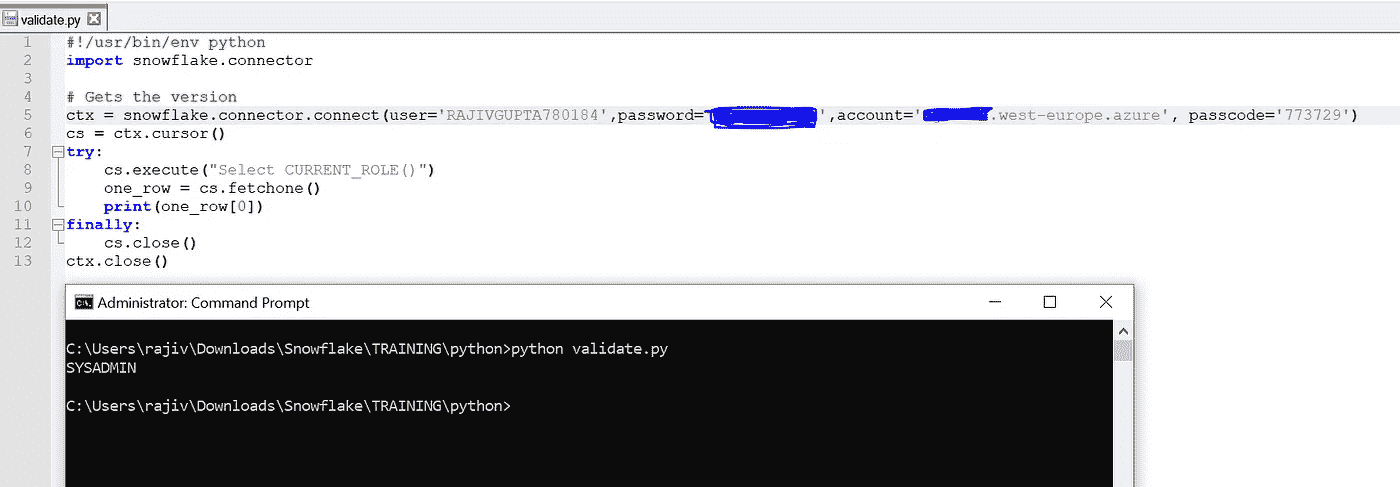 validate.py
1 #!/usr/bin/env python
2 import snowflake.connector
3
4 # Gets the version
5 ctx = snowflake.connector.connect(user='RAJIVGUPTA780184',password=' ',account=' .west-europe.azure', passcode='773729')
6 cs = ctx.cursor()
7 try:
8     cs.execute("Select CURRENT_ROLE()")
9     one_row = cs.fetchone()
10     print(one_row[0])
11 finally:
12     cs.close()
13 ctx.close()
Administrator: Command Prompt
C:\Users\rajiv\Downloads\Snowflake\TRAINING\python>python validate.py
SYSADMIN
C:\Users\rajiv\Downloads\Snowflake\TRAINING\python>